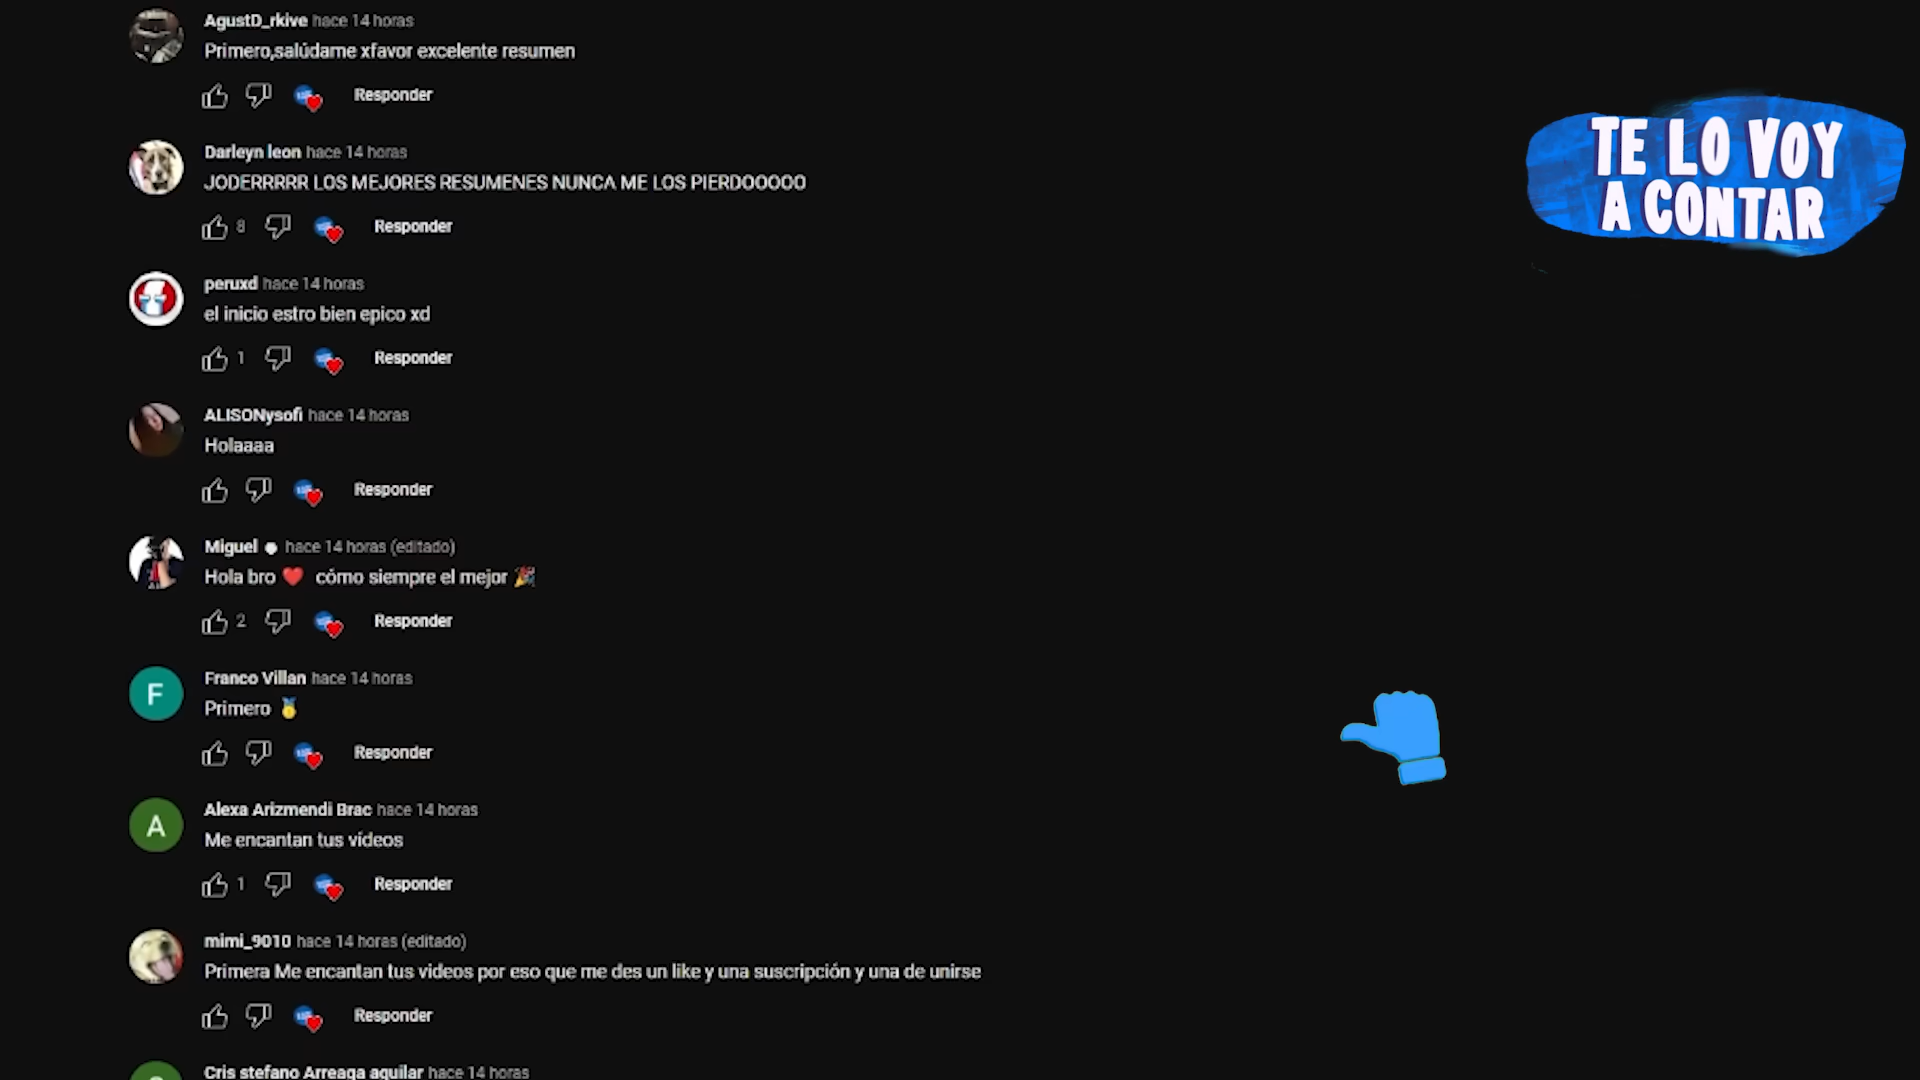 AgustD_rkive hace 14 horas
Primero,salúdame xfavor excelente resumen
Responder
TE LO VOY
A CONTAR
Darleyn leon hace 14 horas
JODERRRRR LOS MEJORES RESUMENES NUNCA ME LOS PIERDOOOOO
8 Responder
peruxd hace 14 horas
el inicio estro bien epico xd
1 Responder
ALISONysofi hace 14 horas
Holaaaa
Responder
Miguel hace 14 horas (editado)
Hola bro ❤️ cómo siempre el mejor 🎉
2 Responder
F
Franco Villan hace 14 horas
Primero 🥇
Responder
A
Alexa Arizmendi Brac hace 14 horas
Me encantan tus vídeos
1 Responder
mimi_9010 hace 14 horas (editado)
Primera Me encantan tus videos por eso que me des un like y una suscripción y una de unirse
Responder
Cris stefano Arreaga aguilar hace 14 horas